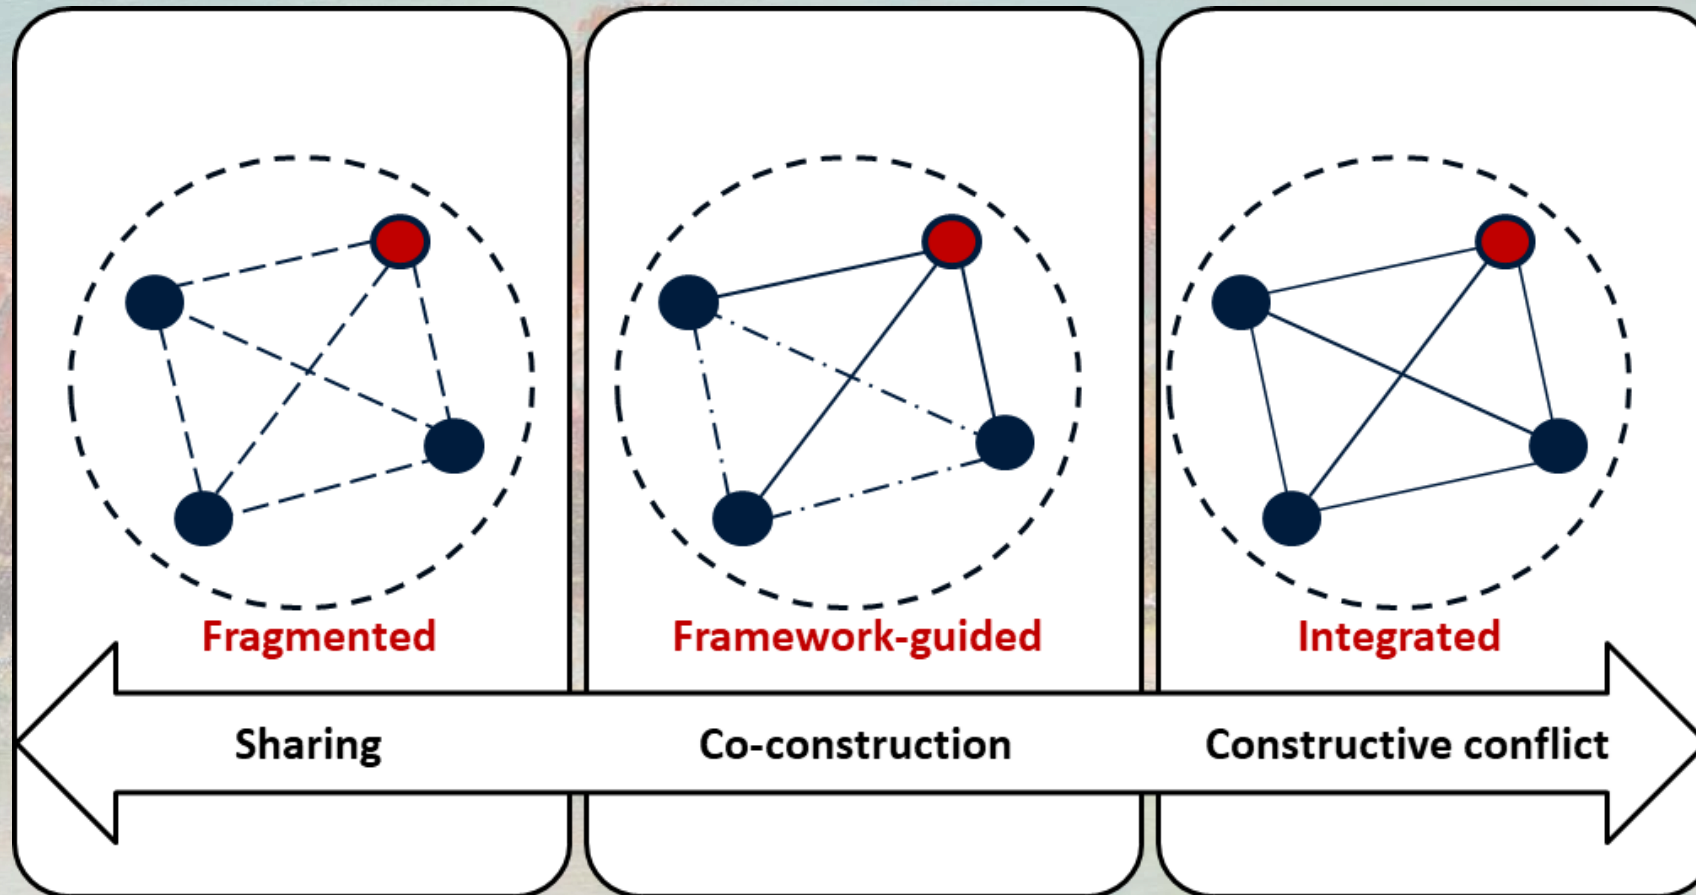 Fragmented
Framework-guided
Integrated
Sharing
Co-construction
Constructive conflict